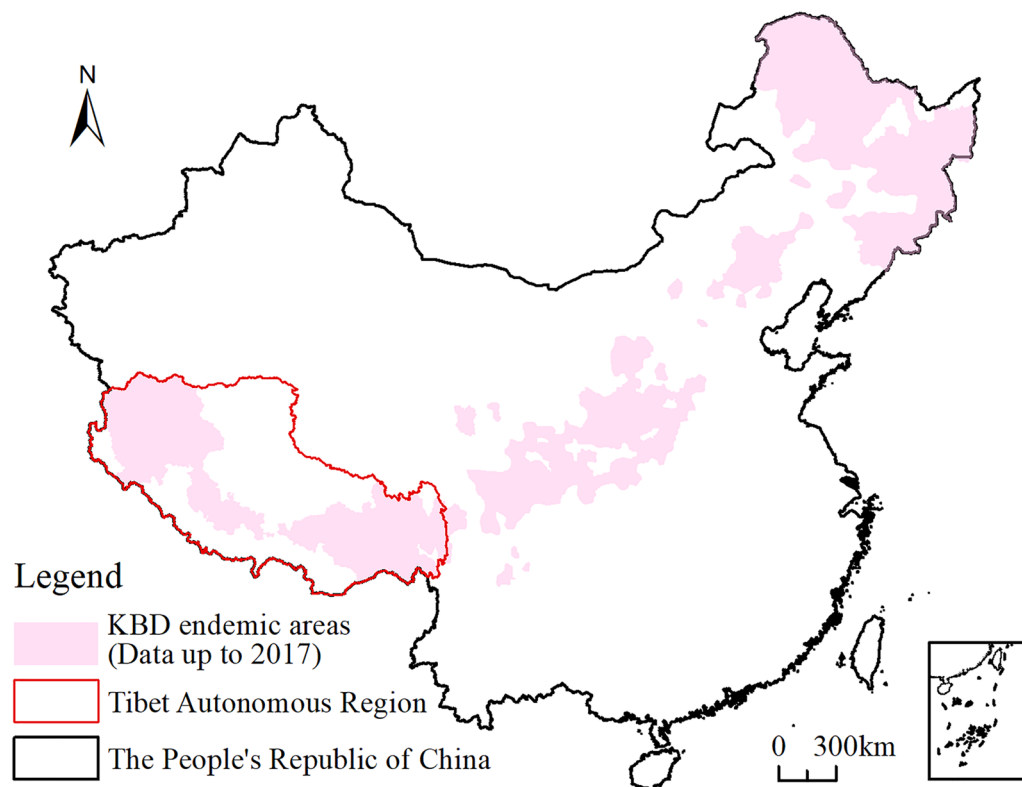 N
Legend
KBD endemic areas
(Data up to 2017)
Tibet Autonomous Region
The People's Republic of China
0 300km